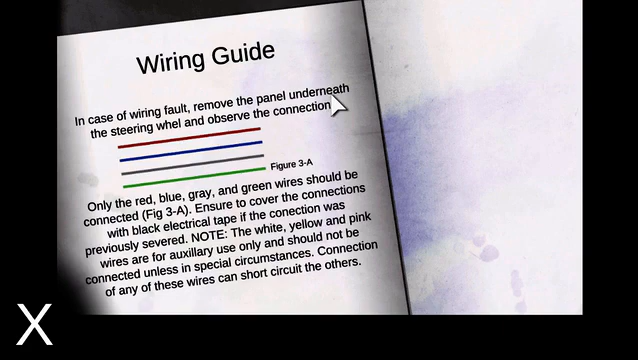 Wiring Guide
In case of wiring fault, remove the panel underneath
the steering whel and observe the connection
Figure 3-A
Only the red, blue, gray, and green wires should be
connected (Fig 3-A). Ensure to cover the connections
with black electrical tape if the conection was
previously severed. NOTE: The white, yellow and pink
wires are for auxillary use only and should not be
connected unless in special circumstances. Connection
of any of these wires can short circuit the others.
X